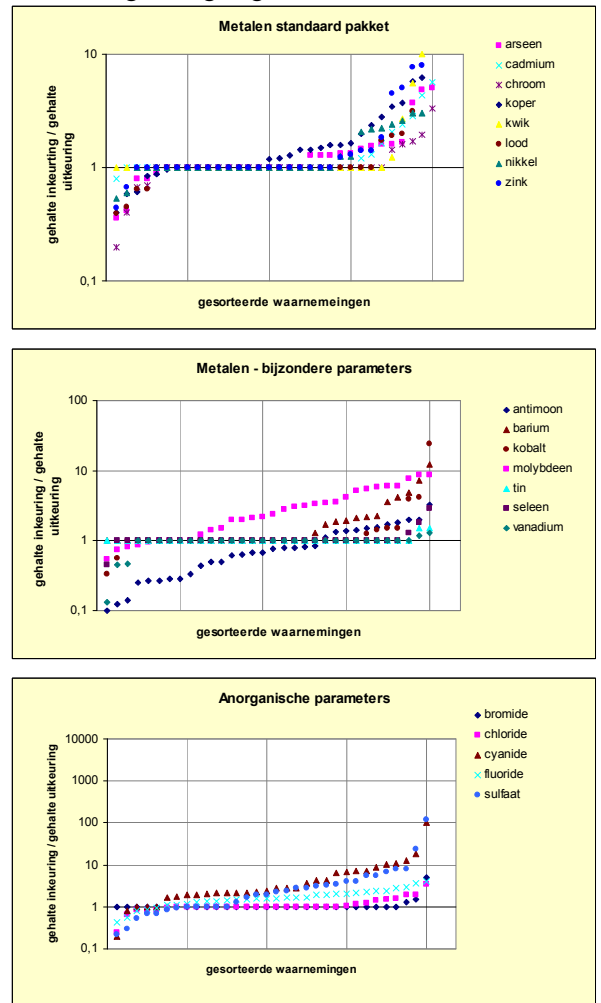 Metalen standaard pakket
gehalte inkeurting / gehalte
uitkeuring
10
1
0,1
gesorteerde waarnemeingen
arseen
cadmium
chroom
koper
kwik
lood
nikkel
zink
Metalen - bijzondere parameters
gehalte inkeuring / gehalte
uitkeuring
100
10
1
0,1
gesorteerde waarnemingen
antimoon
barium
kobalt
molybdeen
tin
seleen
vanadium
Anorganische parameters
gehalte inkeuring / gehalte uitkeuring
10000
1000
100
10
1
0,1
gesorteerde waarnemingen
bromide
chloride
cyanide
fluoride
sulfaat